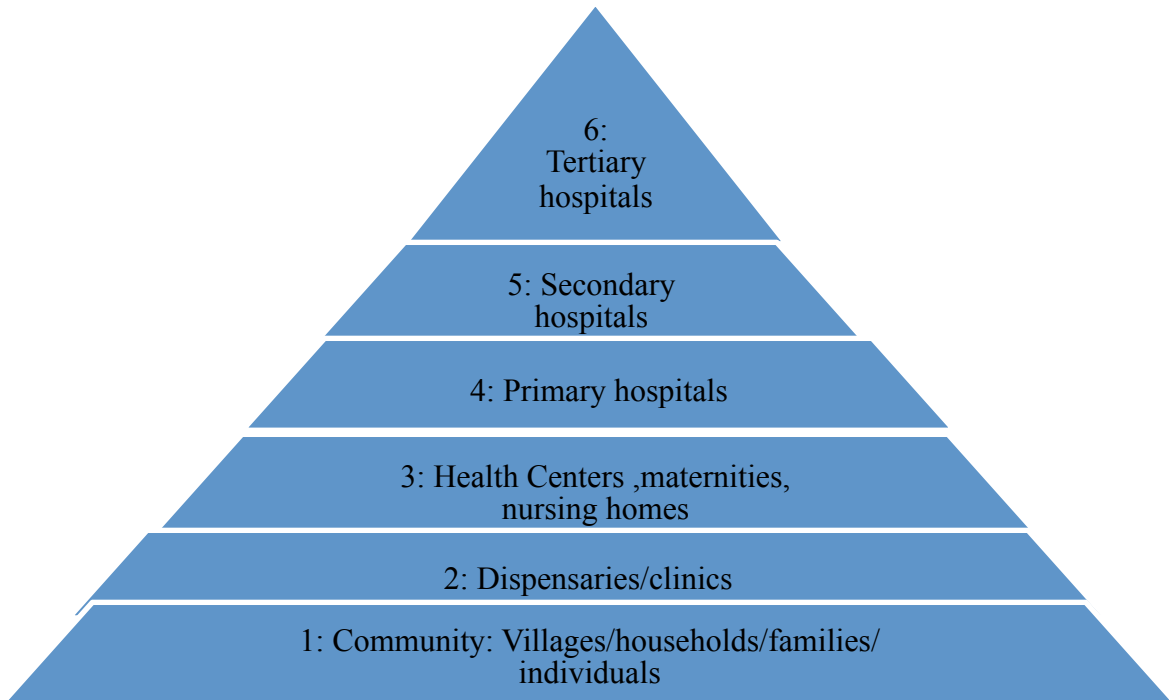 6:
Tertiary
hospitals
5: Secondary
hospitals
4: Primary hospitals
3: Health Centers ,maternities,
nursing homes
2: Dispensaries/clinics
1: Community: Villages/households/families/
individuals